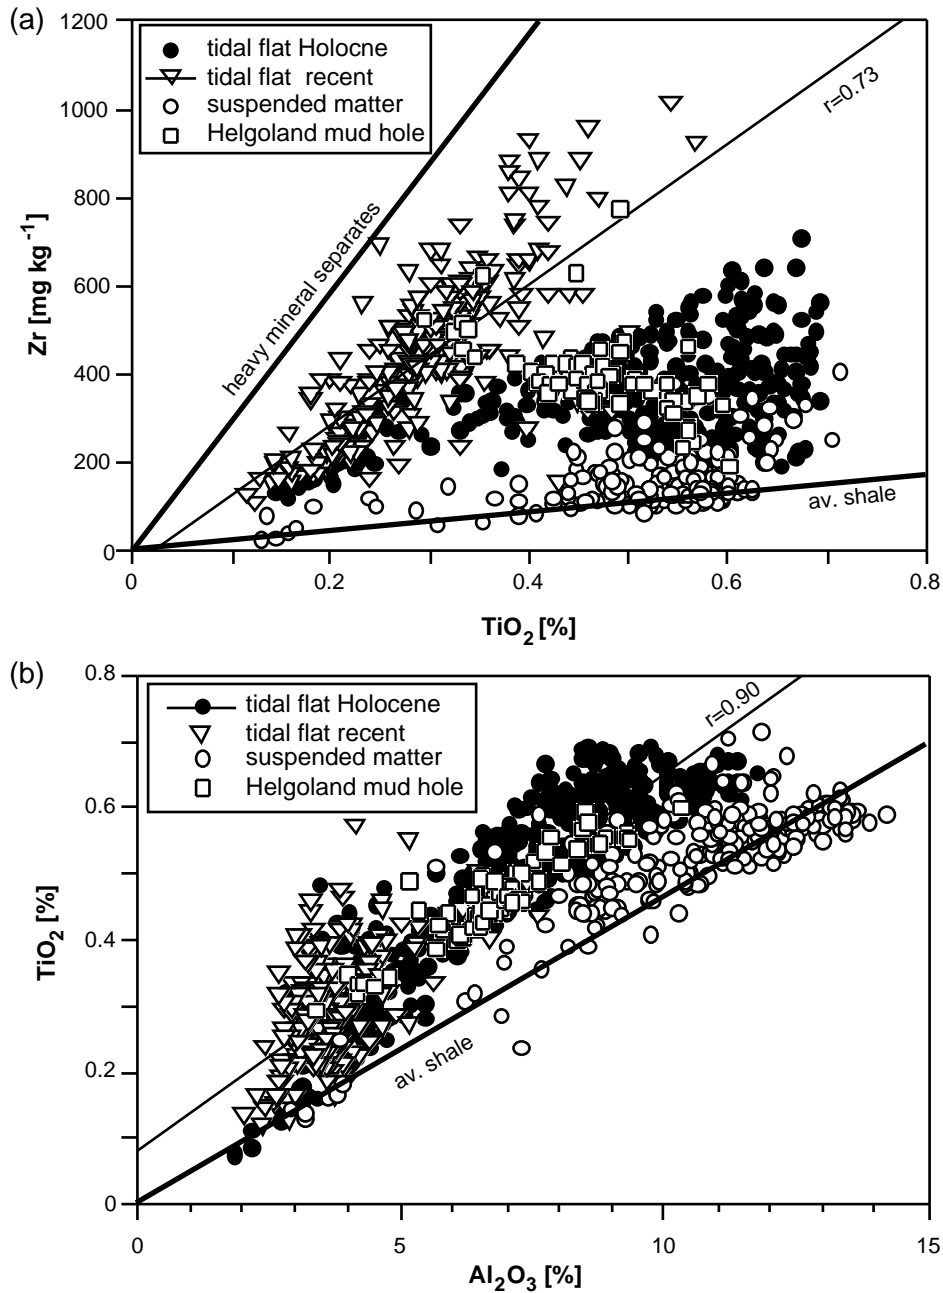 (a)
1200
1000
800
600
400
200
0
Zr [mg kg-1]
tidal flat Holocne
tidal flat recent
suspended matter
Helgoland mud hole
heavy mineral separates
r=0.73
av. shale
0 0.2 0.4 0.6 0.8
TiO2 [%]
(b)
0.8
0.6
0.4
0.2
0
TiO2 [%]
tidal flat Holocene
tidal flat recent
suspended matter
Helgoland mud hole
r=0.90
av. shale
0 5 10 15
Al2O3 [%]